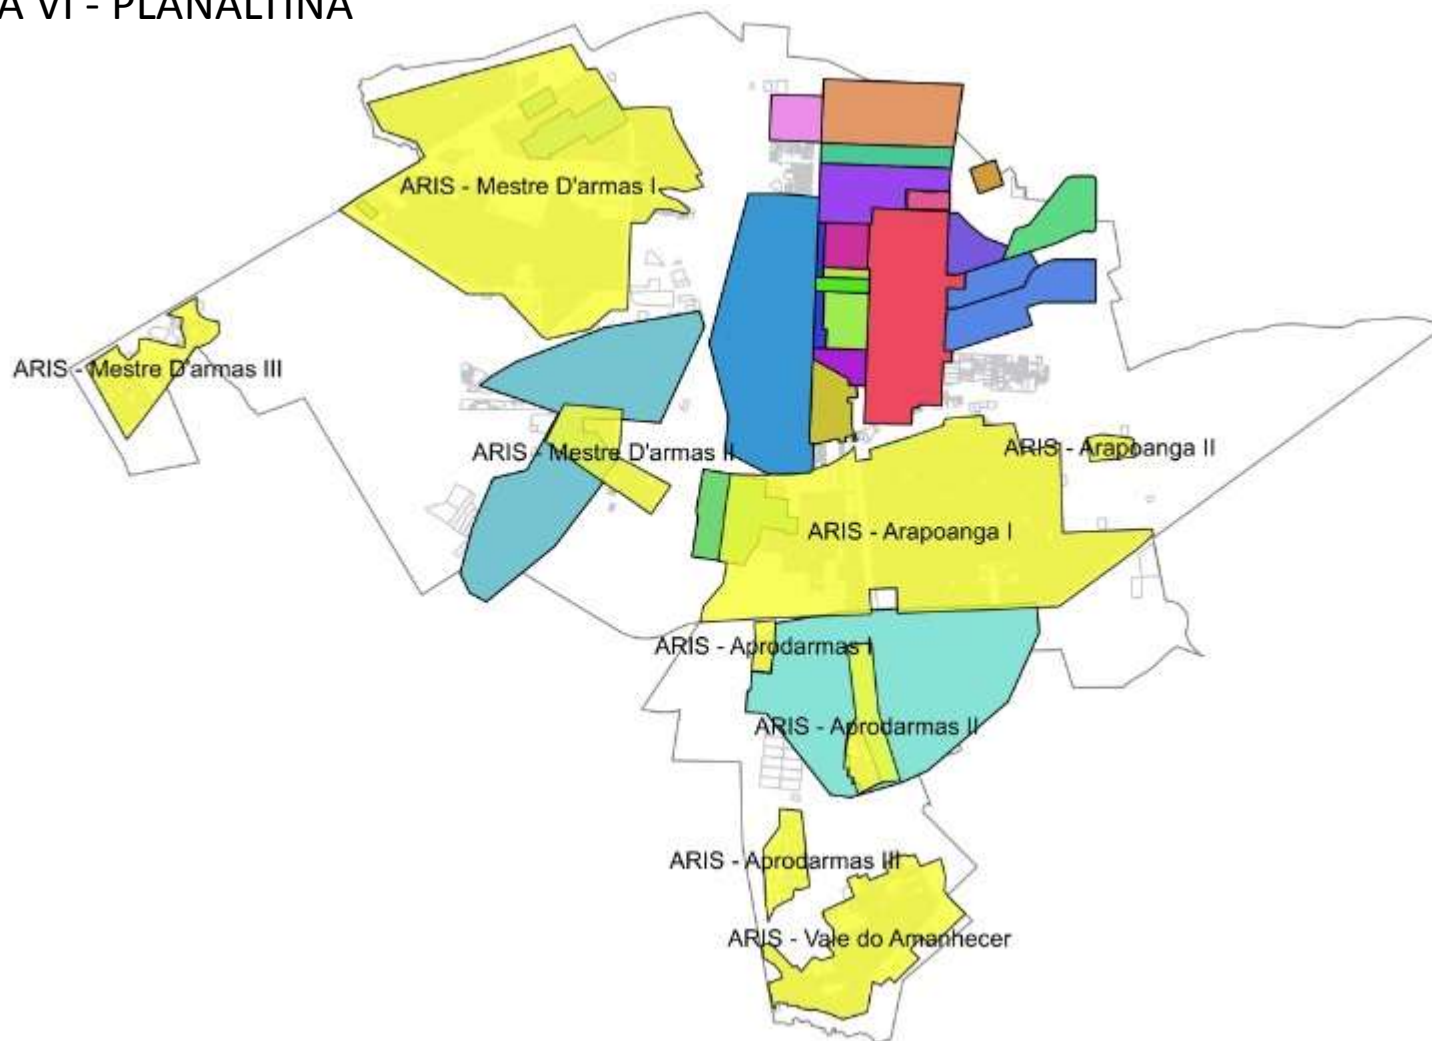 A VI - PLANALTINA
ARIS - Mestre D'armas I
ARIS - Mestre D'armas III
ARIS - Mestre D'armas II
ARIS - Arapoanga II
ARIS - Arapoanga I
ARIS - Aprodarmas I
ARIS - Aprodarmas II
ARIS - Aprodarmas III
ARIS - Vale do Amanhecer